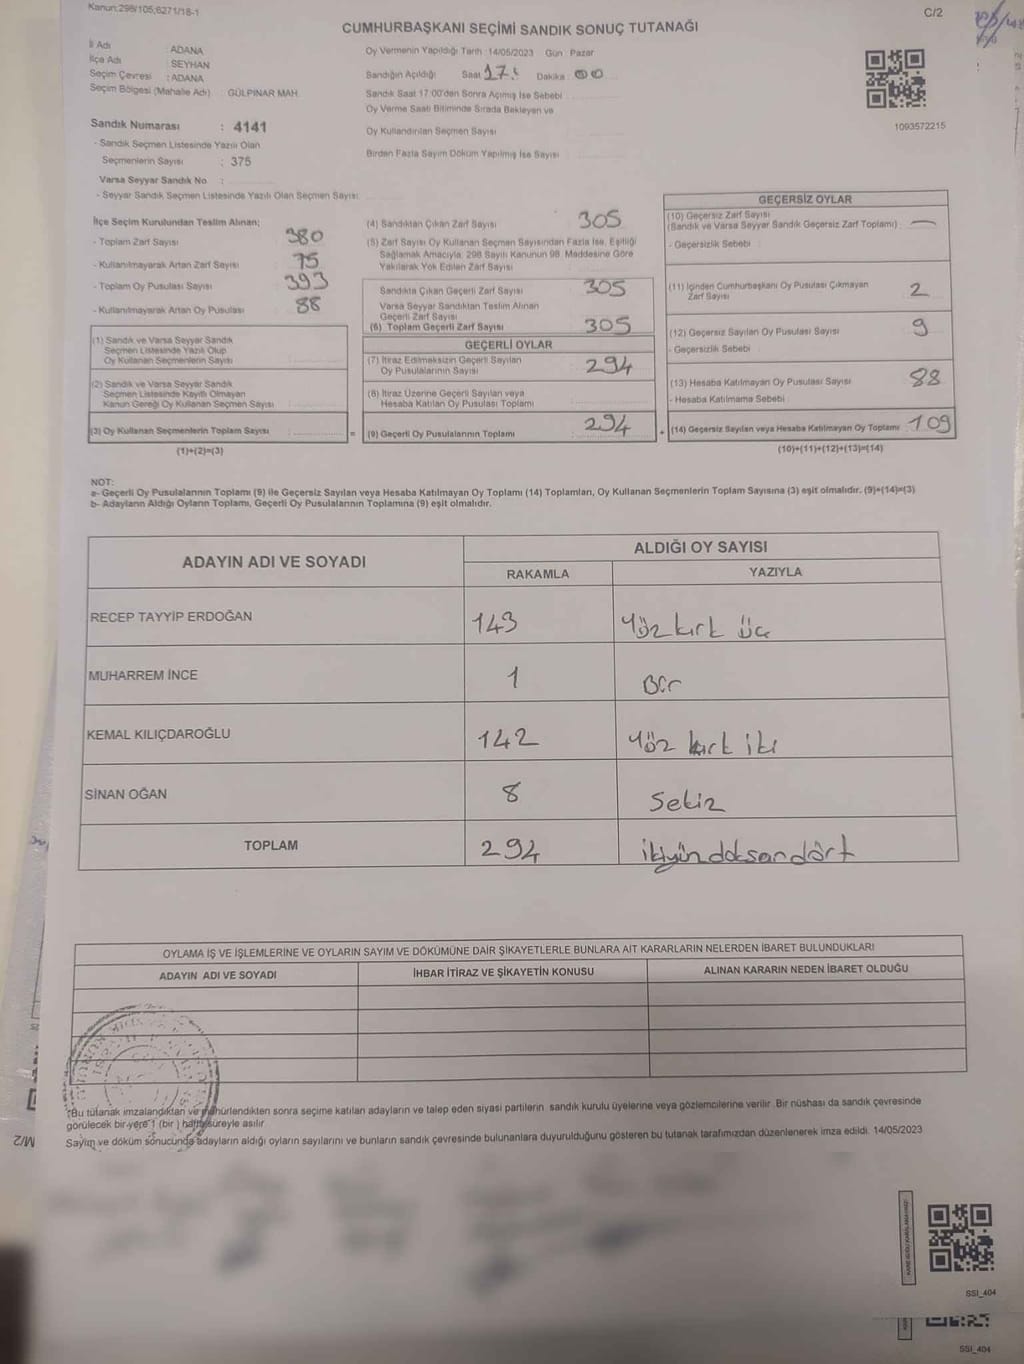 Kanun:298/105;6271/18-1
C/2
CUMHURBAŞKANI SEÇİMİ SANDIK SONUÇ TUTANAĞI
İl Adı : ADANA
İlçe Adı : SEYHAN
Seçim Çevresi : ADANA
Seçim Bölgesi (Mahalle Adı) GÜLPINAR MAH.
Oy Vermenin Yapıldığı Tarih :14/05/2023 Gün : Pazar
Sandığın Açıldığı Saat 17: Dakika : 00
Sandık Saat 17:00'den Sonra Açılmış İse Sebebi
Oy Verme Saati Bitiminde Sırada Bekleyen ve
Oy Kullandırılan Seçmen Sayısı
Birden Fazla Sayım Döküm Yapılmış İse Sayısı
1093572215
Sandık Numarası : 4141
- Sandık Seçmen Listesinde Yazılı Olan
Seçmenlerin Sayısı : 375
Varsa Seyyar Sandık No :
- Seyyar Sandık Seçmen Listesinde Yazılı Olan Seçmen Sayısı:
İlçe Seçim Kurulundan Teslim Alınan;
- Toplam Zarf Sayısı 380
- Kullanılmayarak Artan Zarf Sayısı 75
- Toplam Oy Pusulası Sayısı 393
- Kullanılmayarak Artan Oy Pusulası 88
(1) Sandık ve Varsa Seyyar Sandık
Seçmen Listesinde Yazılı Olup
Oy Kullanan Seçmenlerin Sayısı
(2) Sandık ve Varsa Seyyar Sandık
Seçmen Listesinde Kayıtlı Olmayan
Kanun Gereği Oy Kullanan Seçmen Sayısı
(3) Oy Kullanan Seçmenlerin Toplam Sayısı
(1)+(2)=(3)
(4) Sandıktan Çıkan Zarf Sayısı 305
(5) Zarf Sayısı Oy Kullanan Seçmen Sayısından Fazla İse, Eşitliği
Sağlamak Amacıyla, 298 Sayılı Kanunun 98. Maddesine Göre
Yakılarak Yok Edilen Zarf Sayısı
Sandıkta Çıkan Geçerli Zarf Sayısı 305
Varsa Seyyar Sandıktan Teslim Alınan
Geçerli Zarf Sayısı
(6) Toplam Geçerli Zarf Sayısı 305
GEÇERLİ OYLAR
(7) İtiraz Edilmeksizin Geçerli Sayılan
Oy Pusulalarının Sayısı 294
(8) İtiraz Üzerine Geçerli Sayılan veya
Hesaba Katılan Oy Pusulası Toplamı
= (9) Geçerli Oy Pusulalarının Toplamı 294
GEÇERSİZ OYLAR
(10) Geçersiz Zarf Sayısı
(Sandık ve Varsa Seyyar Sandık Geçersiz Zarf Toplamı) : —
- Geçersizlik Sebebi
(11) İçinden Cumhurbaşkanı Oy Pusulası Çıkmayan
Zarf Sayısı 2
(12) Geçersiz Sayılan Oy Pusulası Sayısı 9
- Geçersizlik Sebebi
(13) Hesaba Katılmayan Oy Pusulası Sayısı 88
- Hesaba Katılmama Sebebi
+ (14) Geçersiz Sayılan veya Hesaba Katılmayan Oy Toplamı : 109
(10)+(11)+(12)+(13)=(14)
NOT:
a- Geçerli Oy Pusulalarının Toplamı (9) ile Geçersiz Sayılan veya Hesaba Katılmayan Oy Toplamı (14) Toplamları, Oy Kullanan Seçmenlerin Toplam Sayısına (3) eşit olmalıdır. (9)+(14)=(3)
b- Adayların Aldığı Oyların Toplamı, Geçerli Oy Pusulalarının Toplamına (9) eşit olmalıdır.
ADAYIN ADI VE SOYADI
ALDIĞI OY SAYISI
RAKAMLA YAZIYLA
RECEP TAYYİP ERDOĞAN 143 Yüz kırk üç
MUHARREM İNCE 1 Bir
KEMAL KILIÇDAROĞLU 142 Yüz kırk iki
SİNAN OĞAN 8 Sekiz
TOPLAM 294 ikiyüzdoksandört
OYLAMA İŞ VE İŞLEMLERİNE VE OYLARIN SAYIM VE DÖKÜMÜNE DAİR ŞİKAYETLERLE BUNLARA AİT KARARLARIN NELERDEN İBARET BULUNDUKLARI
ADAYIN ADI VE SOYADI İHBAR İTİRAZ VE ŞİKAYETİN KONUSU ALINAN KARARIN NEDEN İBARET OLDUĞU
*Bu tutanak imzalandıktan ve mühürlendikten sonra seçime katılan adayların ve talep eden siyasi partilerin sandık kurulu üyelerine veya gözlemcilerine verilir. Bir nüshası da sandık çevresinde
görülecek bir yere 1 (bir ) hafta süreyle asılır.
Sayım ve döküm sonucunda adayların aldığı oyların sayılarını ve bunların sandık çevresinde bulunanlara duyurulduğunu gösteren bu tutanak tarafımızdan düzenlenerek imza edildi. 14/05/2023
SSI_404
SSI_404